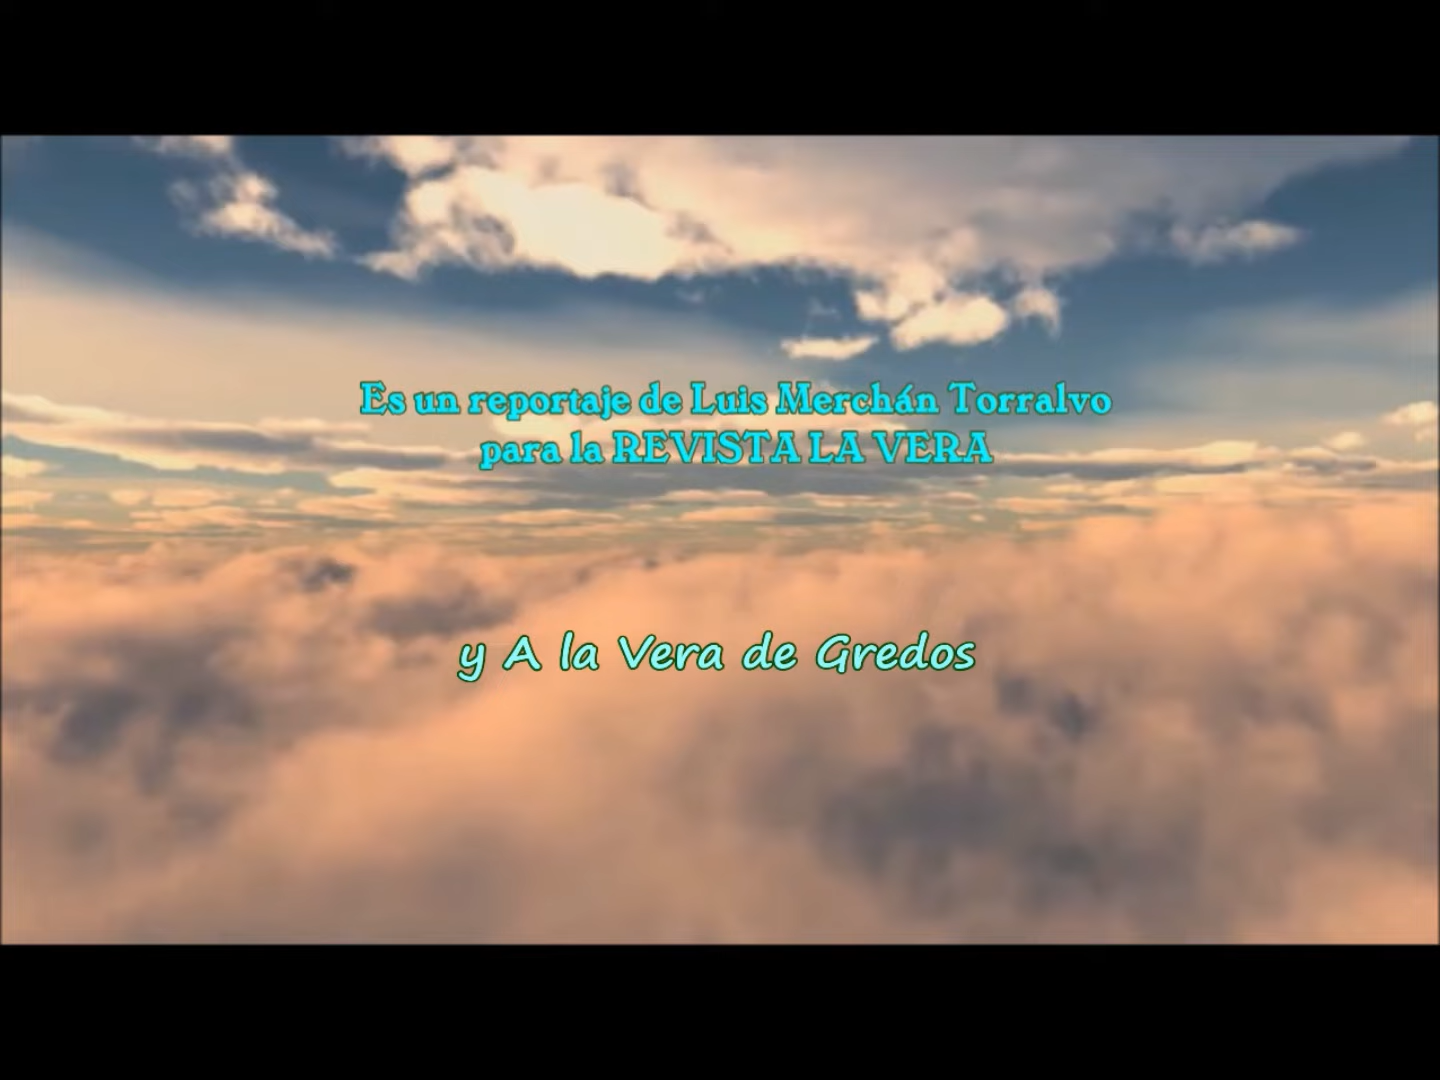 Es un reportaje de Luis Merchán Torralvo
para la REVISTA LA VERA
y A la Vera de Gredos